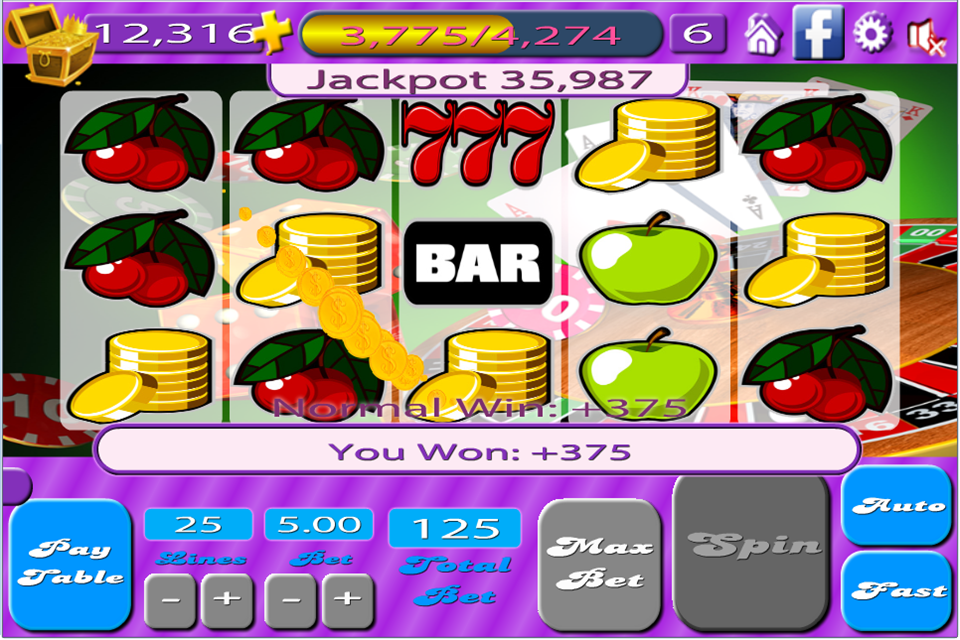 12,316
3,775/4,274
6
f
Jackpot 35,987
777
BAR
Normal Win: +375
You Won: +375
Pay
Table
25
Lines
- +
5.00
Bet
- +
125
Total
Bet
Max
Bet
Spin
Auto
Fast